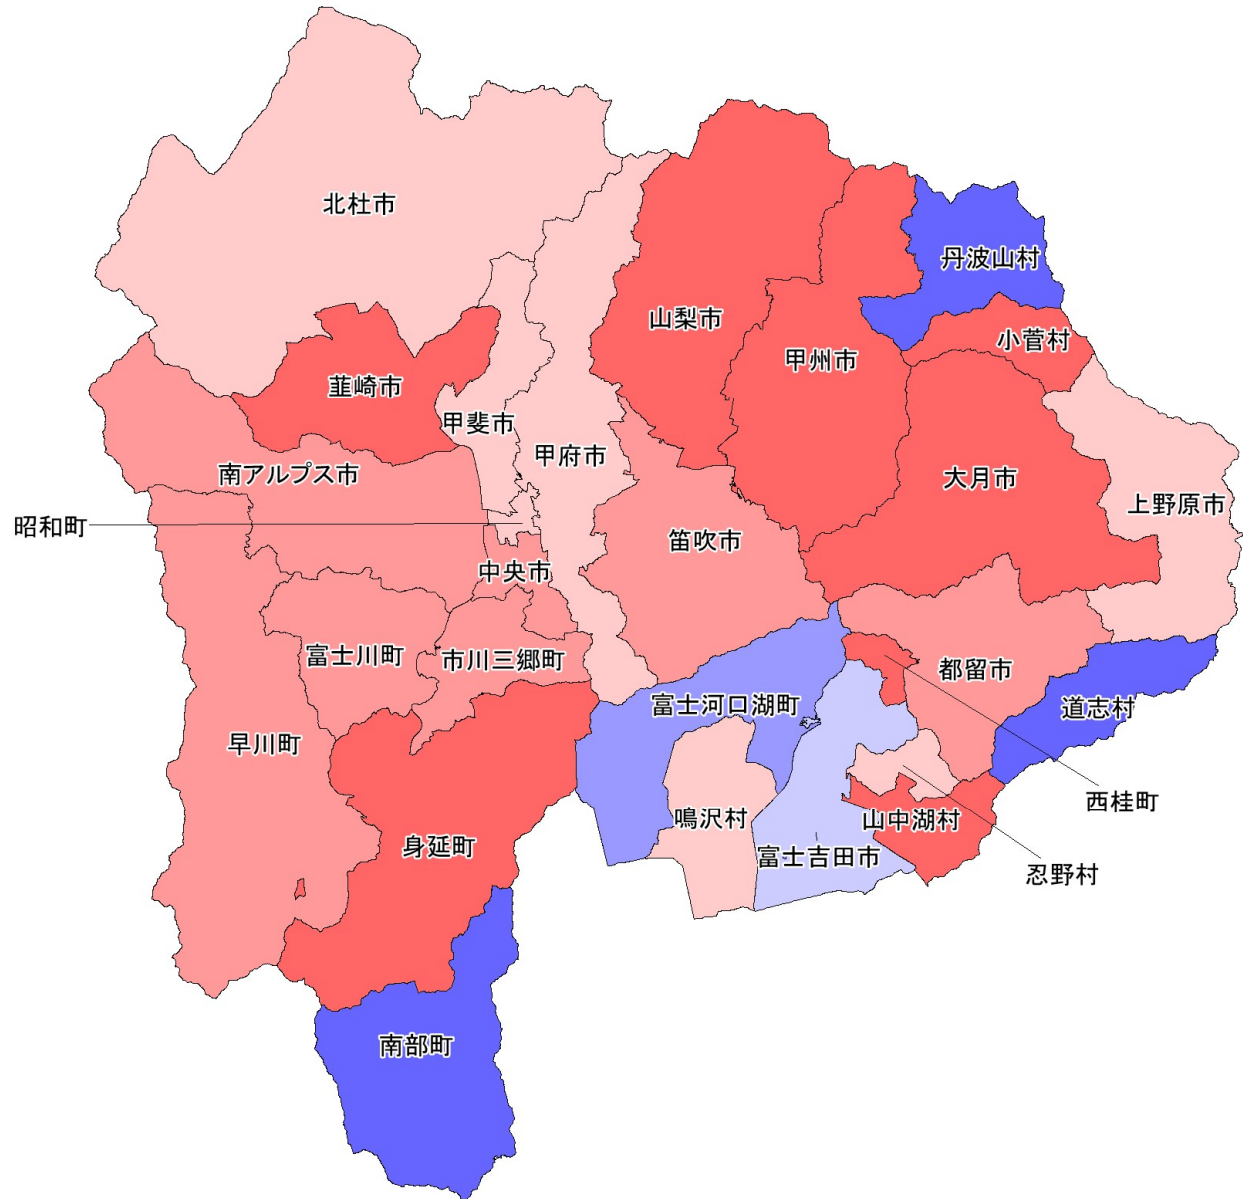 北杜市
丹波山村
山梨市
小菅村
甲州市
韮崎市
甲斐市
甲府市
南アルプス市
大月市
上野原市
昭和町
笛吹市
中央市
富士川町
市川三郷町
都留市
富士河口湖町
道志村
早川町
西桂町
鳴沢村
山中湖村
身延町
富士吉田市
忍野村
南部町